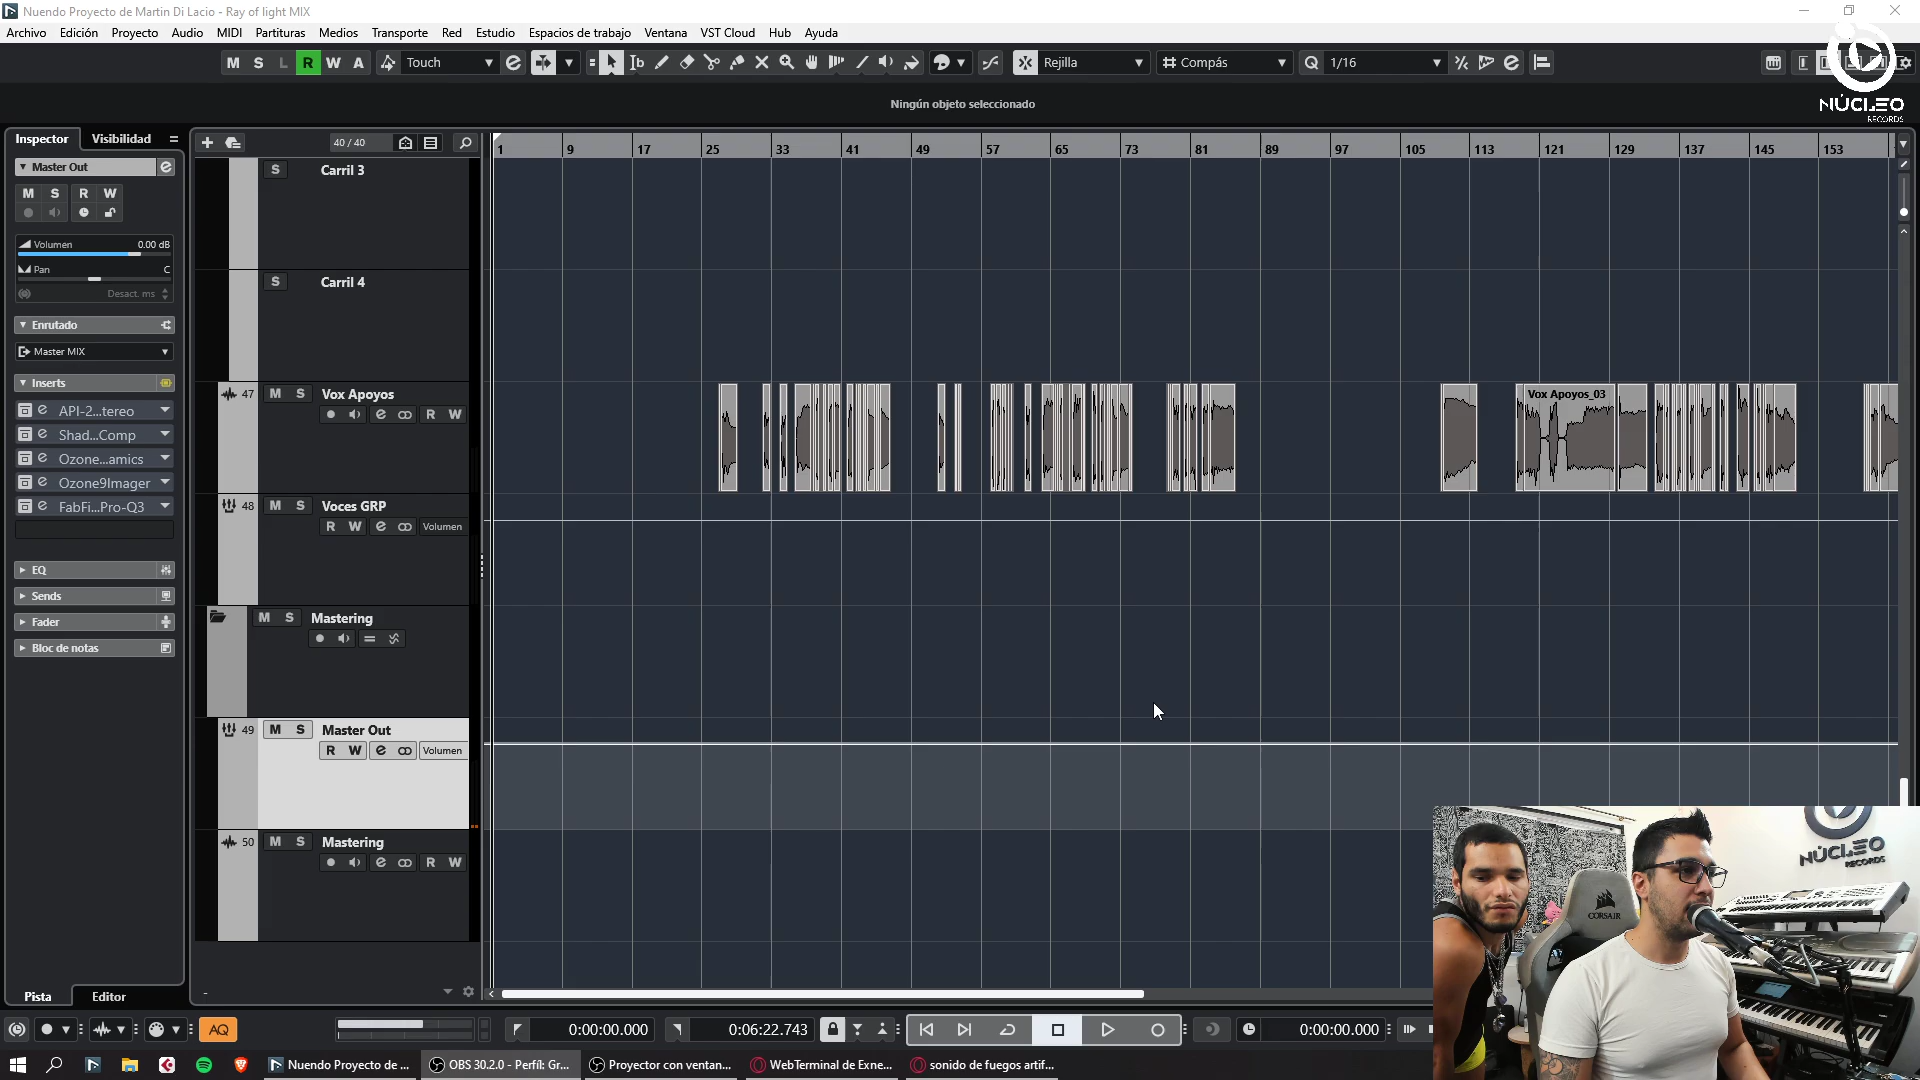 Nuendo Proyecto de Martin Di Lacio - Ray of light MIX
Archivo Edición Proyecto Audio MIDI Partituras Medios Transporte Red Estudio Espacios de trabajo Ventana VST Cloud Hub Ayuda
M S L R W A Touch Rejilla Compás Q 1/16
NÚCLEO
RECORDS
Ningún objeto seleccionado
Inspector Visibilidad
40 / 40
1 9 17 25 33 41 49 57 65 73 81 89 97 105 113 121 129 137 145 153
Master Out
M S R W
Volumen 0.00 dB
Pan C
Desact. ms
Enrutado
Master MIX
Inserts
API-2...tereo
Shad...Comp
Ozone...amics
Ozone9Imager
FabFi...Pro-Q3
EQ
Sends
Fader
Bloc de notas
S Carril 3
S Carril 4
47 M S Vox Apoyos
R W
Vox Apoyos_03
48 M S Voces GRP
R W Volumen
M S Mastering
49 M S Master Out
R W Volumen
50 M S Mastering
R W
NÚCLEO
RECORDS
CORSAIR
Pista Editor
AQ 0:00:00.000 0:06:22.743 0:00:00.000
Nuendo Proyecto de ... OBS 30.2.0 - Perfil: Gr... Proyector con ventan... WebTerminal de Exne... sonido de fuegos artif...